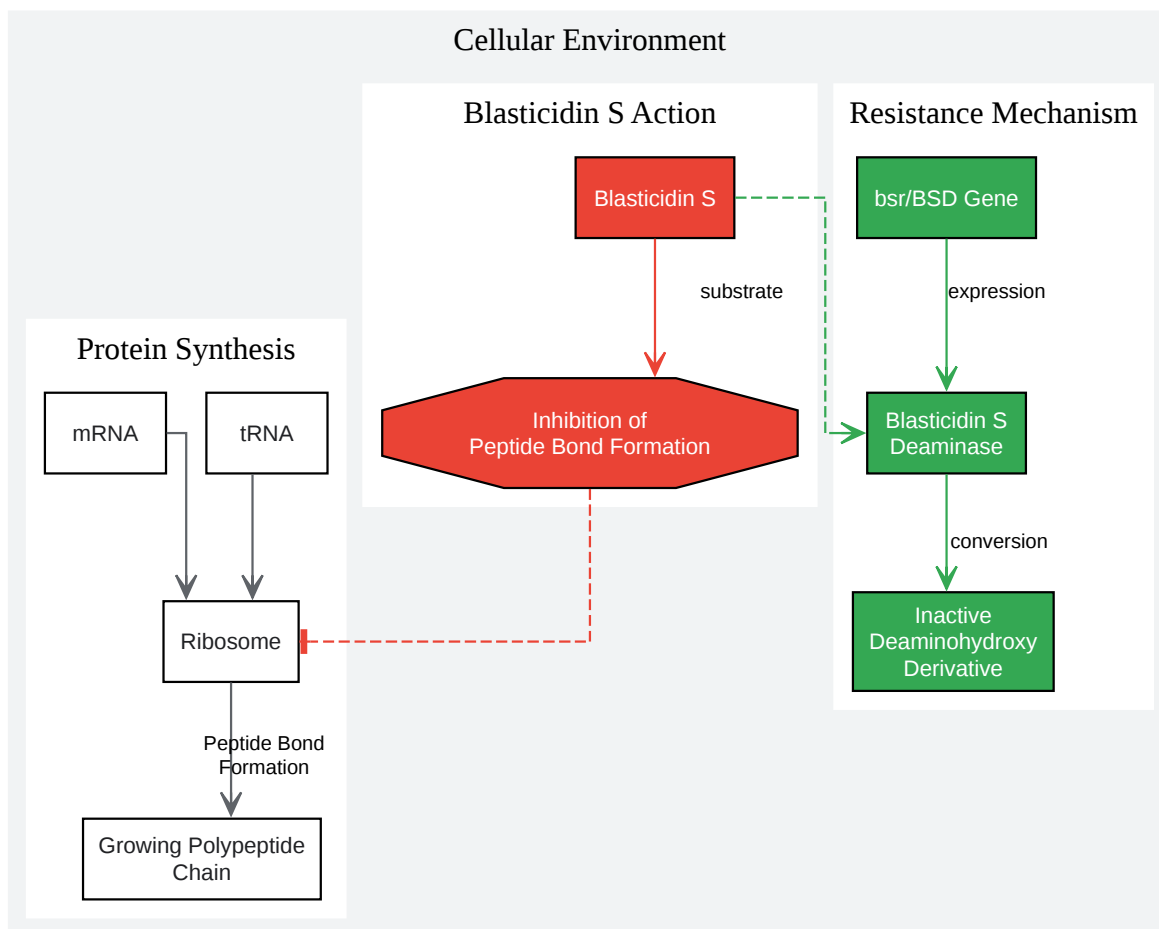 Cellular Environment
Blasticidin S Action
Resistance Mechanism
Blasticidin S
bsr/BSD Gene
substrate
expression
Protein Synthesis
mRNA
tRNA
Inhibition of
Peptide Bond Formation
Blasticidin S
Deaminase
conversion
Ribosome
Inactive
Deaminohydroxy
Derivative
Peptide Bond
Formation
Growing Polypeptide
Chain